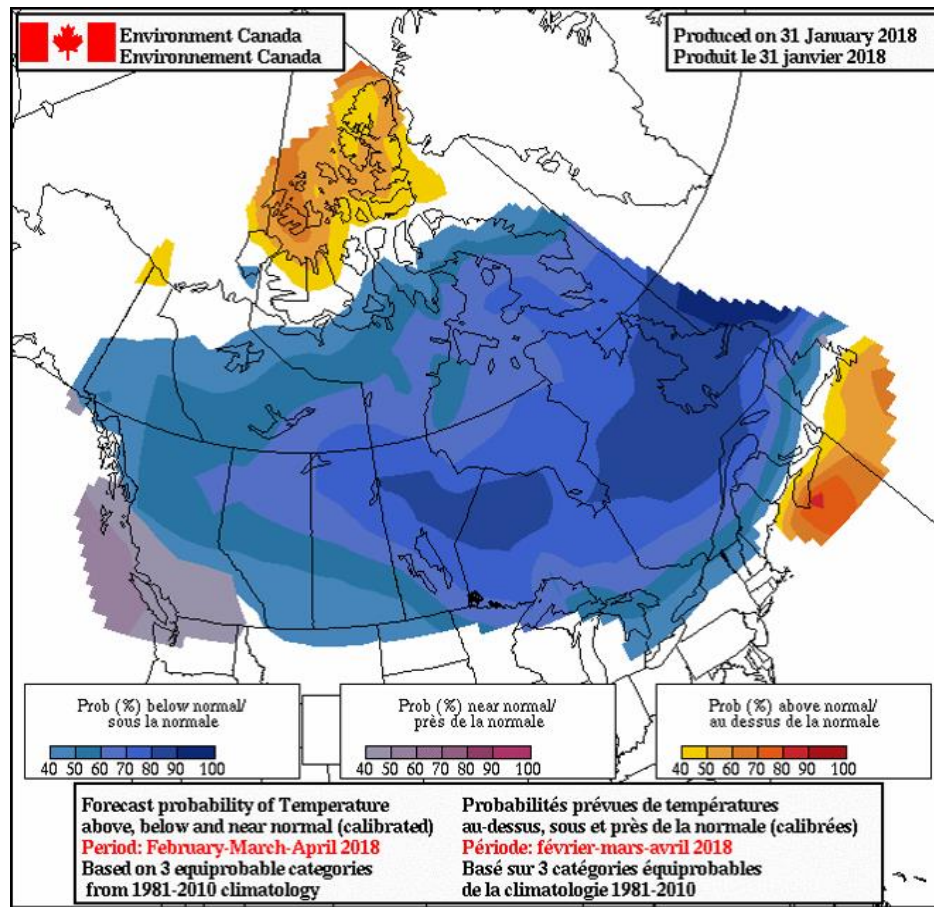 Environment Canada
Environnement Canada
Produced on 31 January 2018
Produit le 31 janvier 2018
Prob (%) below normal/
sous la normale
40 50 60 70 80 90 100
Prob (%) near normal/
près de la normale
40 50 60 70 80 90 100
Prob (%) above normal/
au dessus de la normale
40 50 60 70 80 90 100
Forecast probability of Temperature
above, below and near normal (calibrated)
Period: February-March-April 2018
Based on 3 equiprobable categories
from 1981-2010 climatology
Probabilités prévues de températures
au-dessus, sous et près de la normale (calibrées)
Période: février-mars-avril 2018
Basé sur 3 catégories équiprobables
de la climatologie 1981-2010